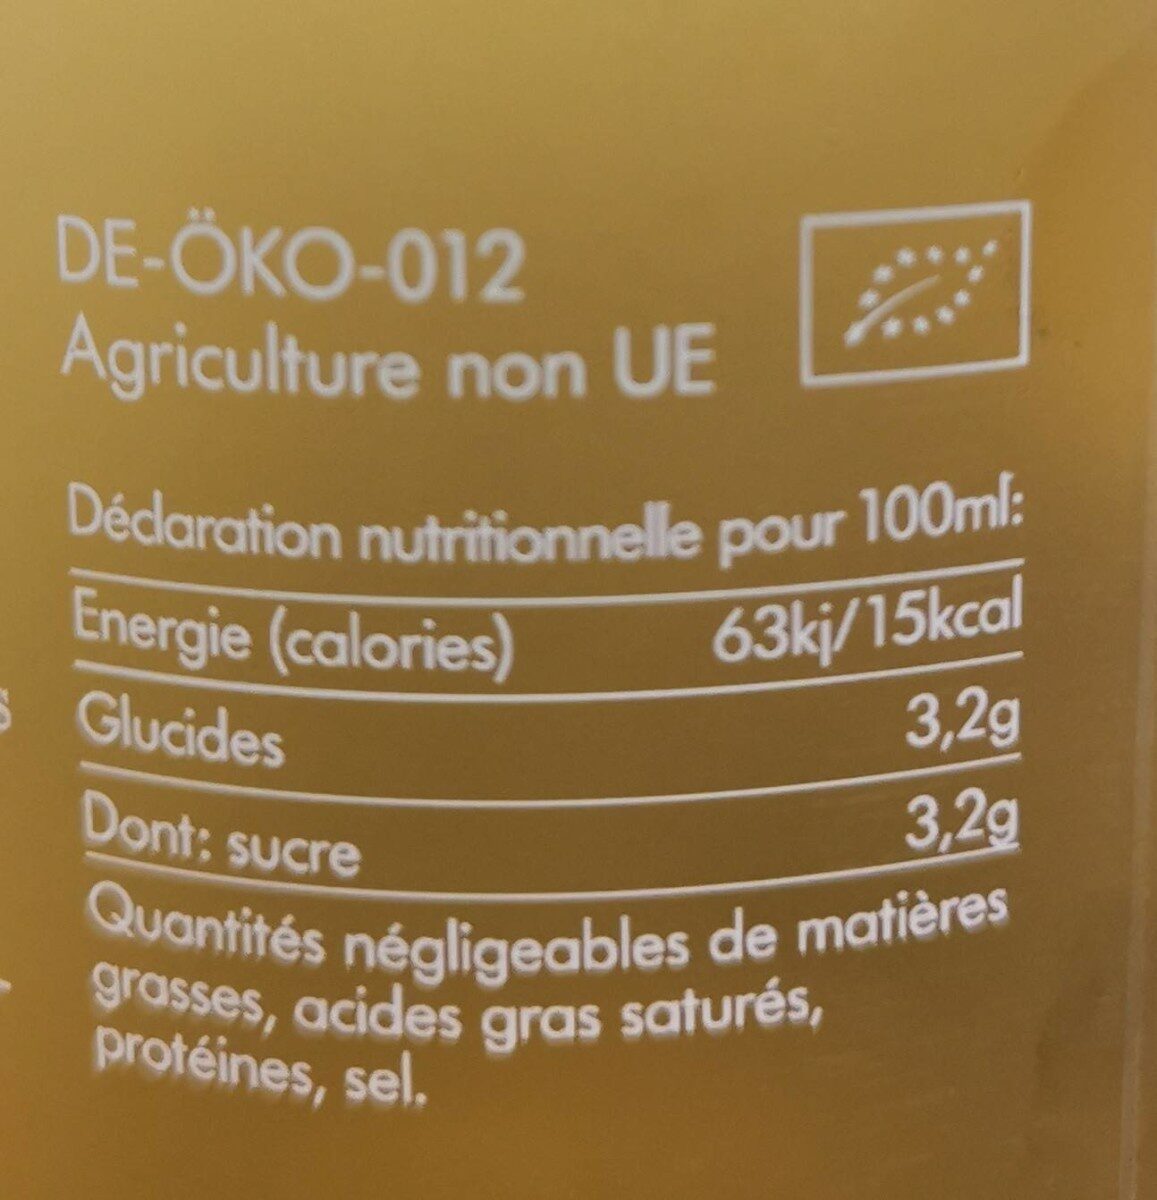 DE-ÖKO-012
Agriculture non UE
Déclaration nutritionnelle pour 100ml:
Energie (calories) 63kj/15kcal
Glucides 3,2g
Dont: sucre 3,2g
Quantités négligeables de matières
grasses, acides gras saturés,
protéines, sel.